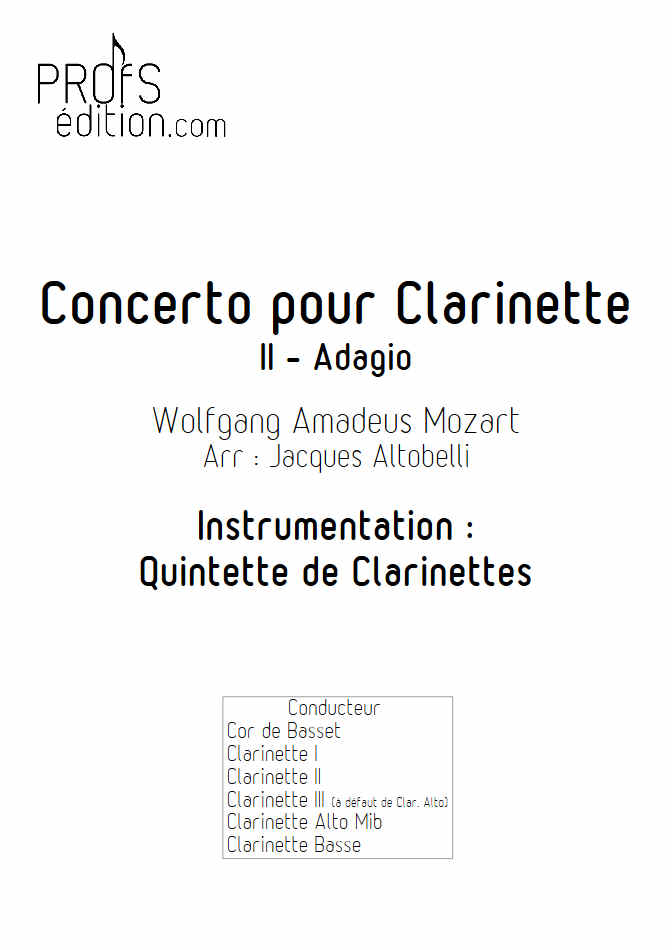 PROFS
édition.com
Concerto pour Clarinette
II - Adagio
Wolfgang Amadeus Mozart
Arr : Jacques Altobelli
Instrumentation :
Quintette de Clarinettes
Conducteur
Cor de Basset
Clarinette I
Clarinette II
Clarinette III (à défaut de Clar. Alto)
Clarinette Alto Mib
Clarinette Basse